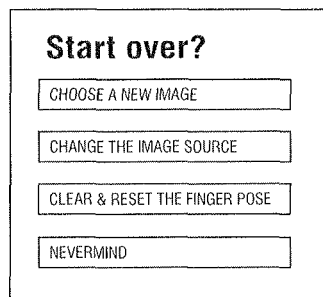 Start over?
CHOOSE A NEW IMAGE
CHANGE THE IMAGE SOURCE
CLEAR & RESET THE FINGER POSE
NEVERMIND